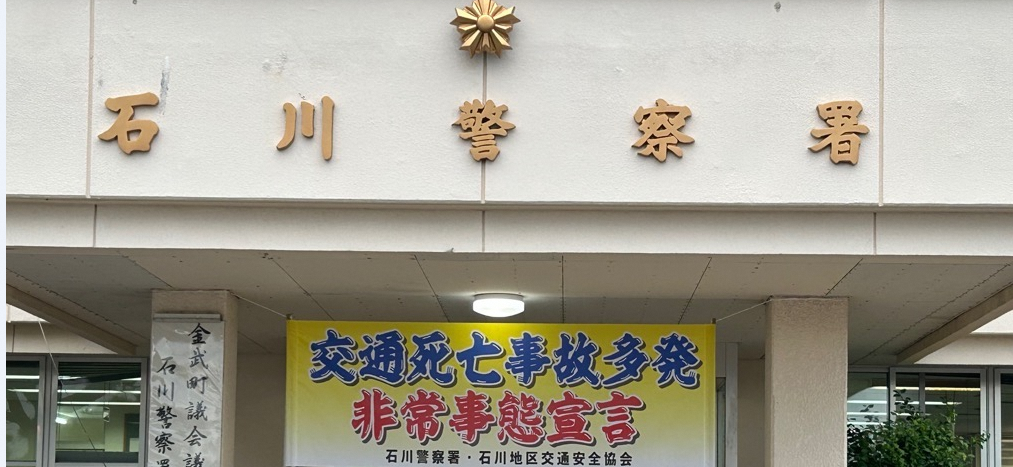 石川警察署
交通死亡事故多発
非常事態宣言
石川警察署・石川地区交通安全協会
金武町議会議
石川警察署